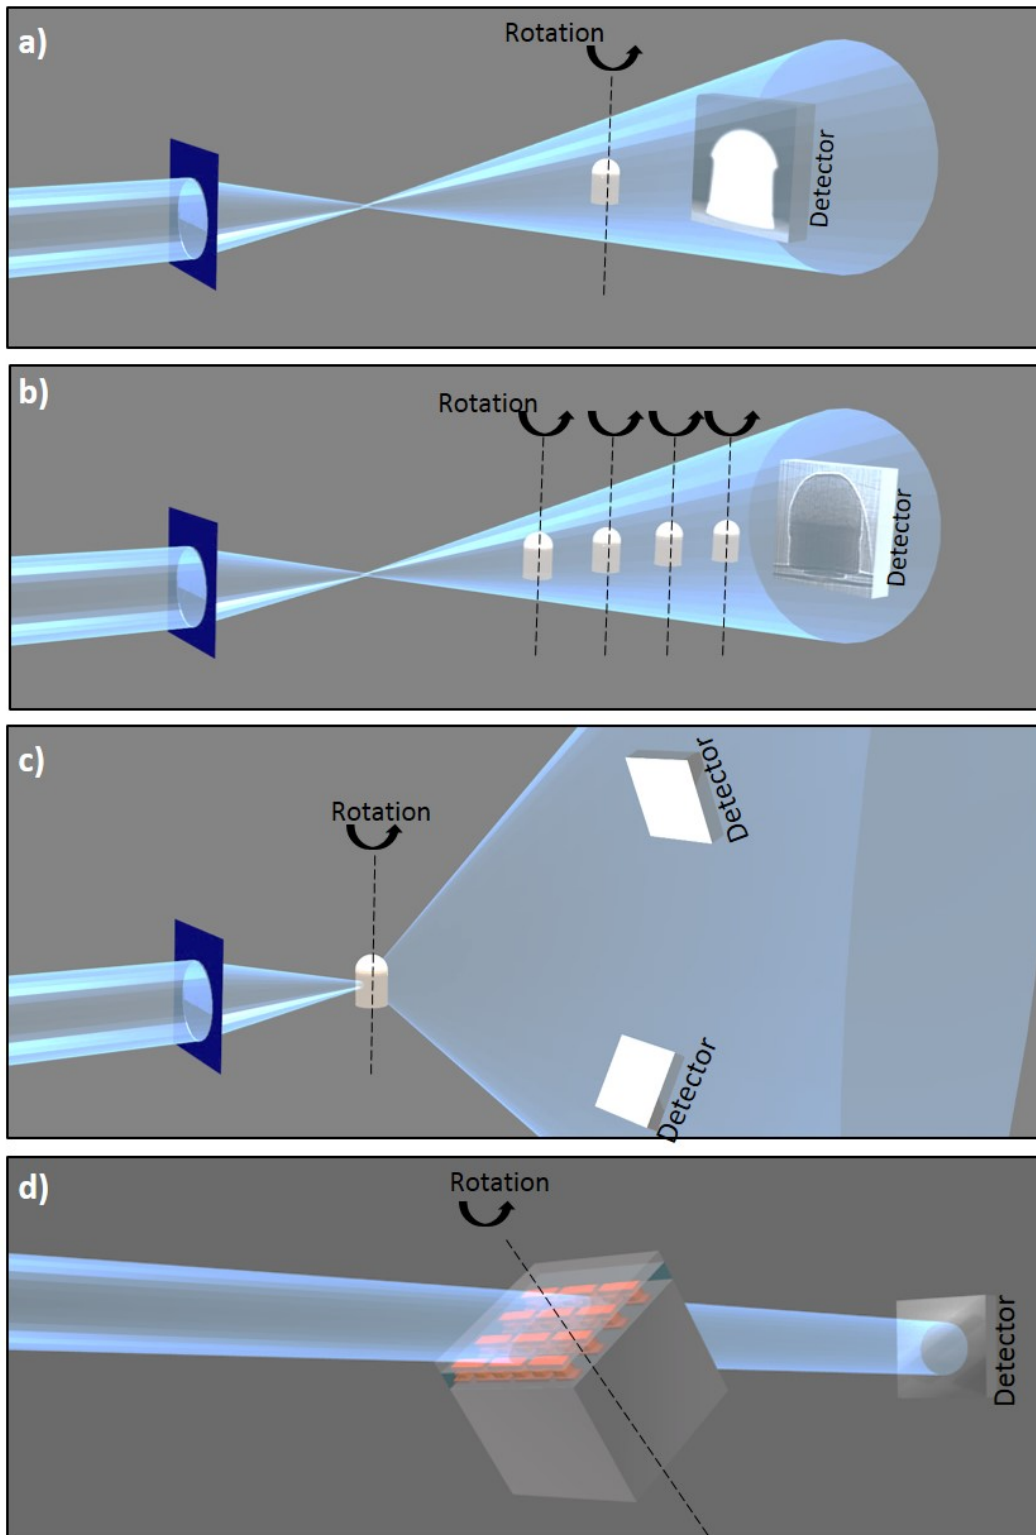 a)
Rotation
Detector
b)
Rotation
Detector
c)
Rotation
Detector
Detector
d)
Rotation
Detector